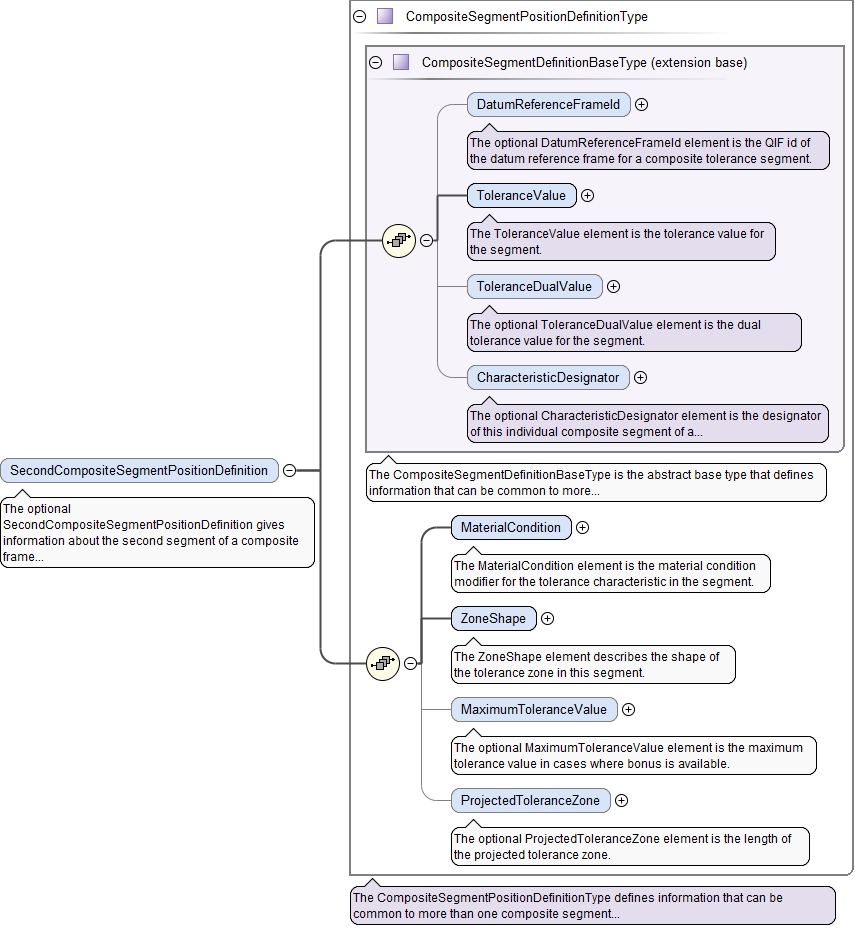 CompositeSegmentPositionDefinitionType
CompositeSegmentDefinitionBaseType (extension base)
DatumReferenceFrameId
The optional DatumReferenceFrameId element is the QIF id of
the datum reference frame for a composite tolerance segment.
ToleranceValue
The ToleranceValue element is the tolerance value for
the segment.
ToleranceDualValue
The optional ToleranceDualValue element is the dual
tolerance value for the segment.
CharacteristicDesignator
The optional CharacteristicDesignator element is the designator
of this individual composite segment of a...
The CompositeSegmentDefinitionBaseType is the abstract base type that defines
information that can be common to more...
SecondCompositeSegmentPositionDefinition
The optional
SecondCompositeSegmentPositionDefinition gives
information about the second segment of a composite
frame...
MaterialCondition
The MaterialCondition element is the material condition
modifier for the tolerance characteristic in the segment.
ZoneShape
The ZoneShape element describes the shape of
the tolerance zone in this segment.
MaximumToleranceValue
The optional MaximumToleranceValue element is the maximum
tolerance value in cases where bonus is available.
ProjectedToleranceZone
The optional ProjectedToleranceZone element is the length of
the projected tolerance zone.
The CompositeSegmentPositionDefinitionType defines information that can be
common to more than one composite segment...